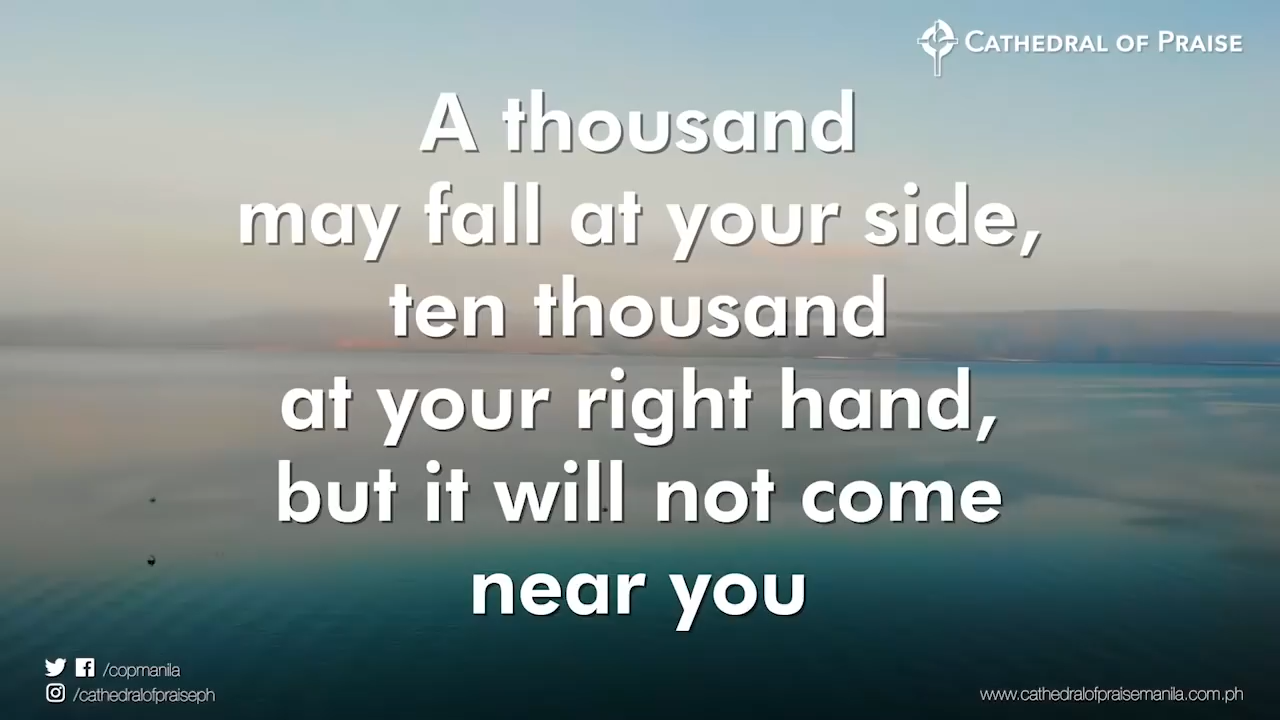 CATHEDRAL OF PRAISE
A thousand
may fall at your side,
ten thousand
at your right hand,
but it will not come
near you
/copmanila
/cathedralofpraiseph
www.cathedralofpraisemanila.com.ph